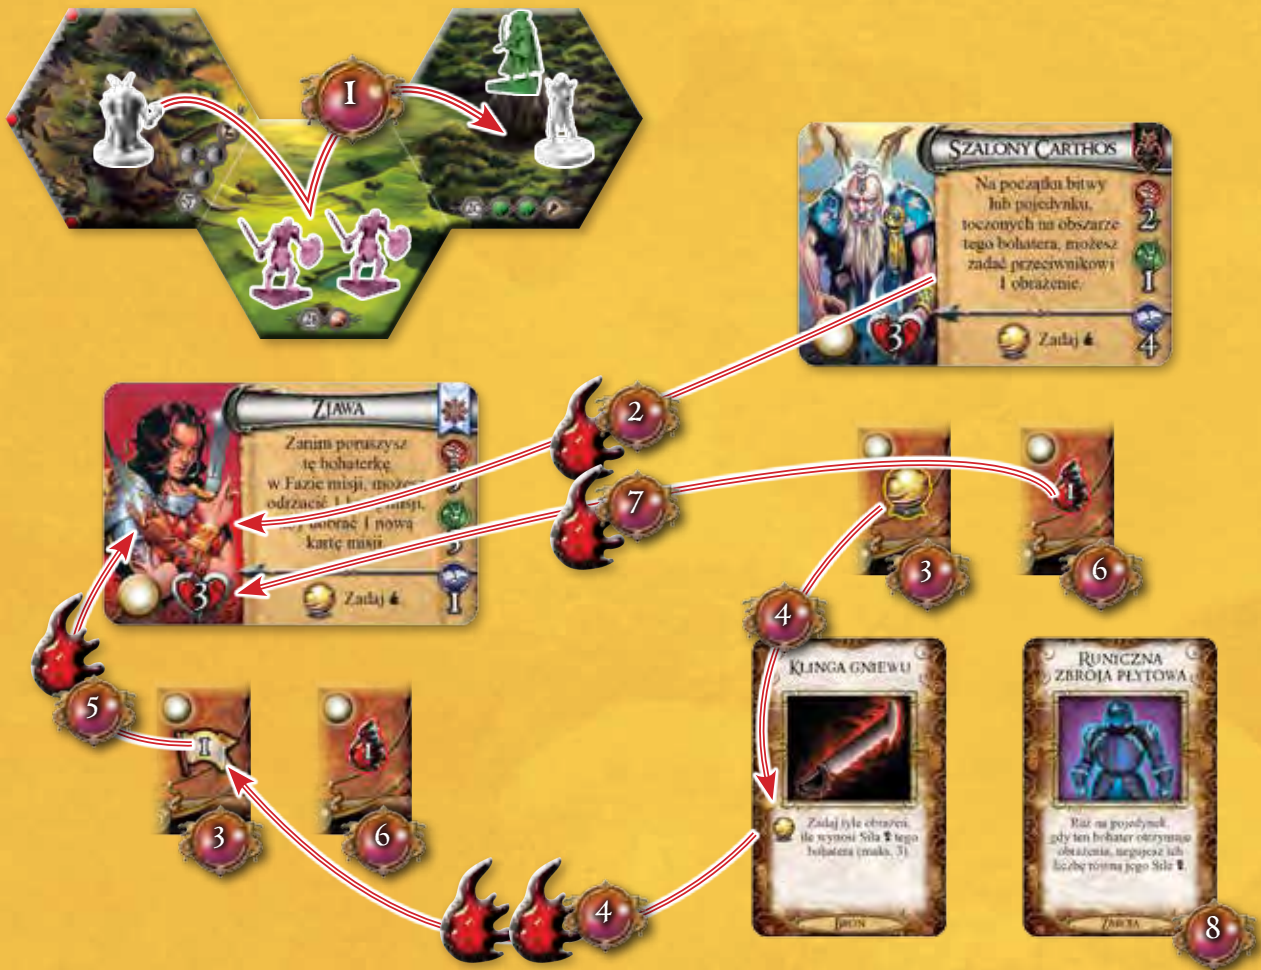 1
SZALONY CARTHOS
Na początku bitwy
lub pojedynku,
toczonych na obszarze
tego bohatera, możesz
zadać przeciwnikowi
1 obrażenie.
2
1
3
Zadaj
4
2
ZIAWA
Zanim poruszysz
tę bohaterkę
w Fazie misji, możesz
odrzucić 1
1 nową
kartę misji.
3
Zadaj
1
7
1
3
6
4
KLINGA GNIEWU
Zadaj tyle obrażeń,
ile wynosi Siła tego
bohatera (maks. 3)
BROŃ
RUNICZNA
ZBROJA PŁYTOWA
Raz na pojedynek,
gdy ten bohater otrzymuje
obrażenia, negujesz ich
liczbę równą jego Sile
ZBROJA
8
5
1
3
1
6
4